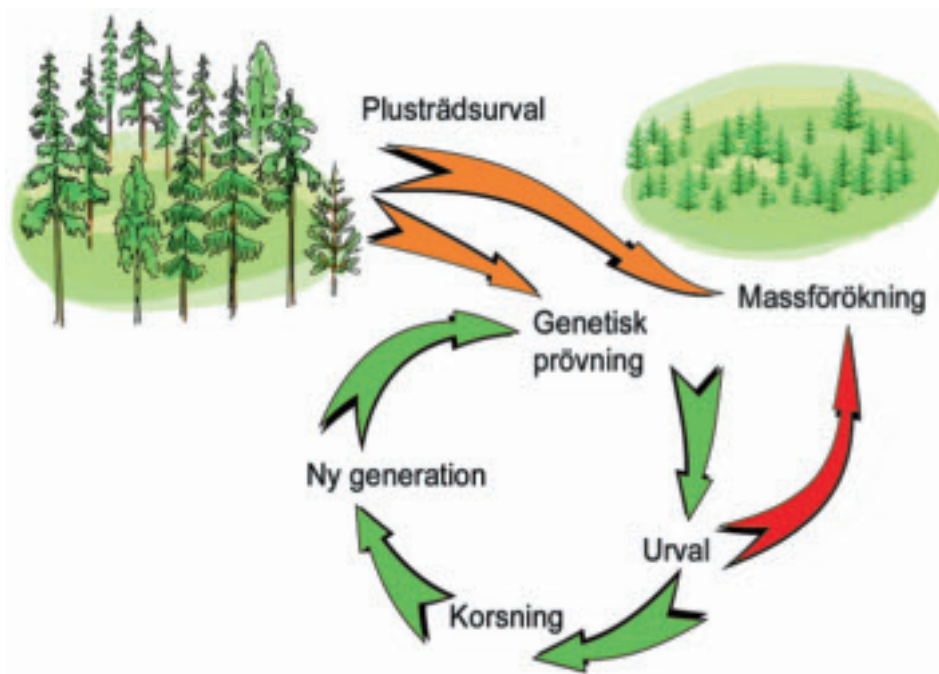 Plusträdsurval
Massförökning
Genetisk
prövning
Ny generation
Urval
Korsning